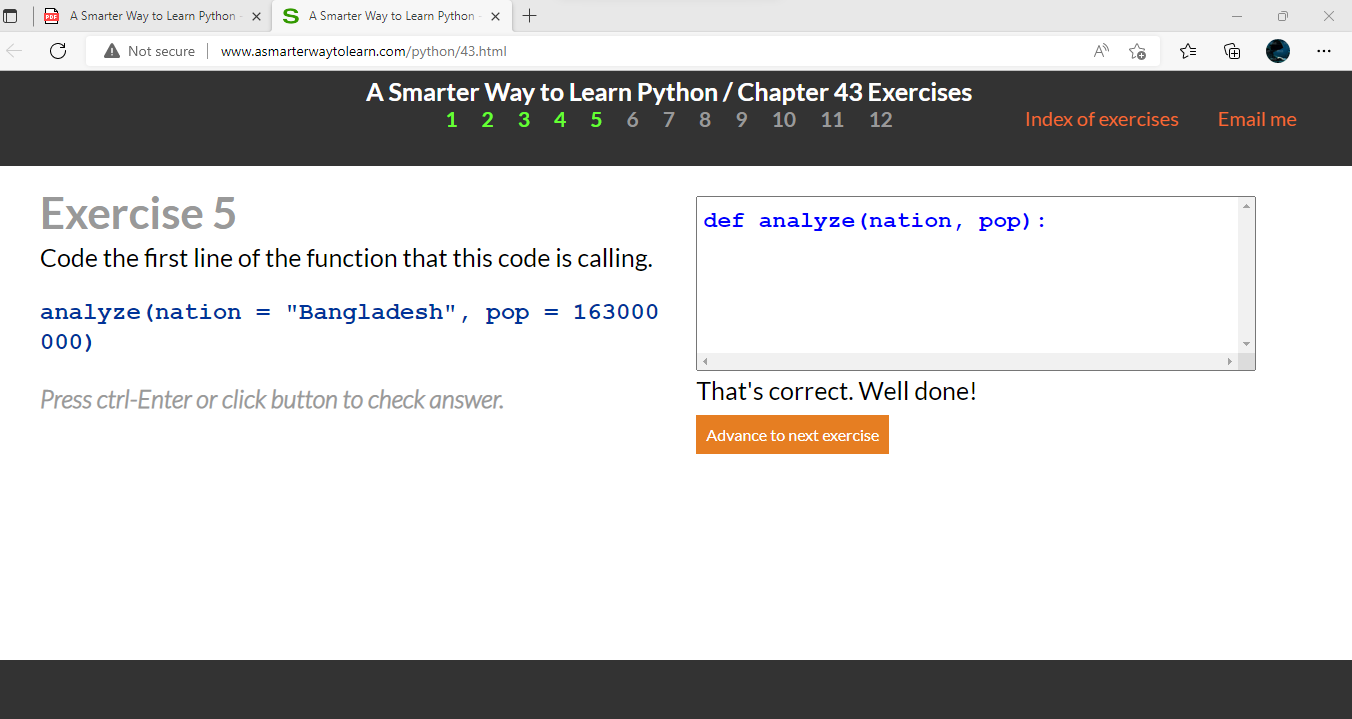 A Smarter Way to Learn Python -
A Smarter Way to Learn Python -
Not secure
www.asmarterwaytolearn.com/python/43.html
A Smarter Way to Learn Python / Chapter 43 Exercises
1 2 3 4 5 6 7 8 9 10 11 12
Index of exercises
Email me
Exercise 5
Code the first line of the function that this code is calling.
analyze(nation = "Bangladesh", pop = 163000
000)
Press ctrl-Enter or click button to check answer.
def analyze(nation, pop):
That's correct. Well done!
Advance to next exercise